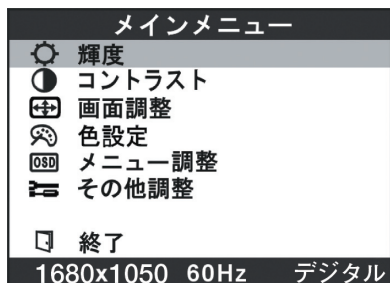 メインメニュー
輝度
コントラスト
画面調整
色設定
OSD メニュー調整
その他調整
終了
1680x1050 60Hz デジタル